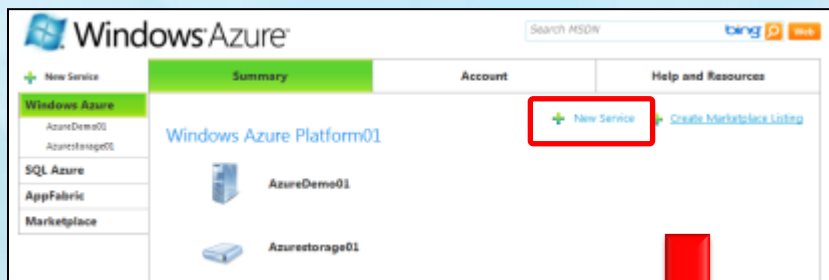 Windows Azure
Search MSDN bing Web
New Service
Summary Account Help and Resources
Windows Azure
AzureDemo01
Azurestorage01
SQL Azure
AppFabric
Marketplace
New Service Create Marketplace Listing
Windows Azure Platform01
AzureDemo01
Azurestorage01